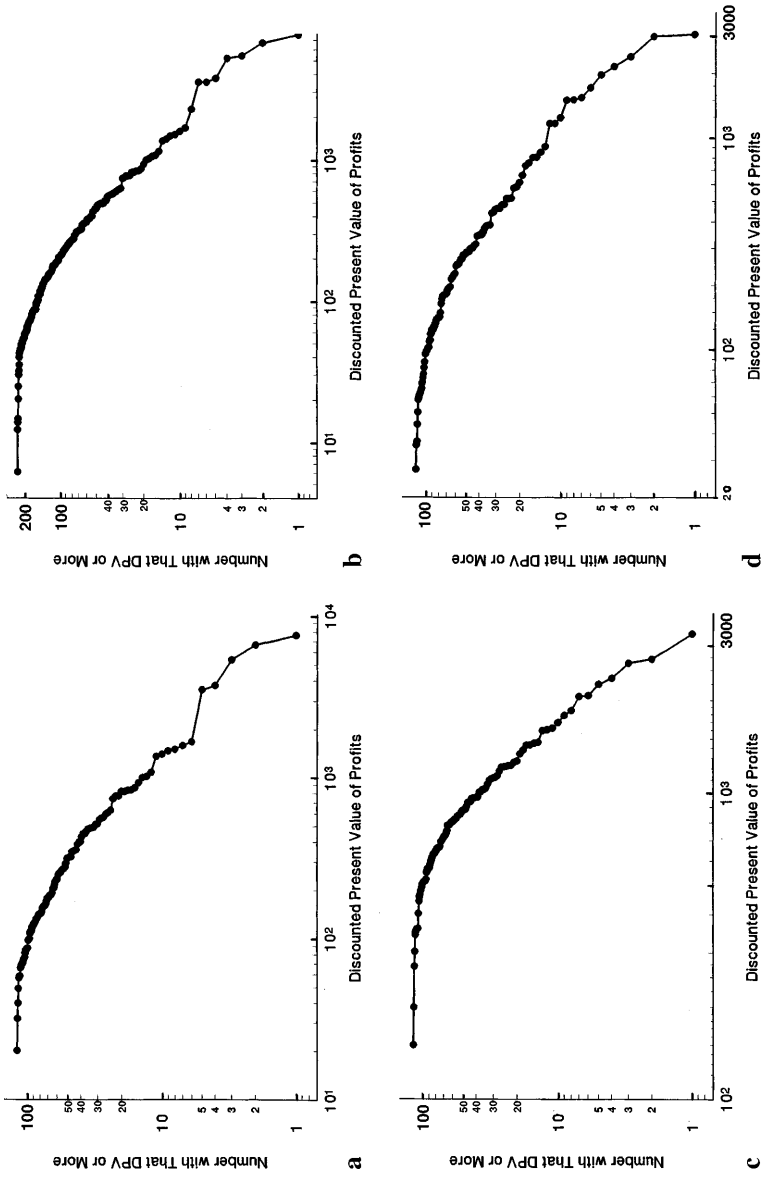 Number with That DPV or More
100
50
40
30
20
10
5
4
3
2
1
10¹ 10² 10³ 10⁴
Discounted Present Value of Profits
a
Number with That DPV or More
200
100
40
30
20
10
4
3
2
1
10¹ 10² 10³
Discounted Present Value of Profits
b
Number with That DPV or More
100
50
40
30
20
10
5
4
3
2
1
10² 10³ 3000
Discounted Present Value of Profits
c
Number with That DPV or More
100
50
40
30
20
10
5
4
3
2
1
20 10² 10³ 3000
Discounted Present Value of Profits
d